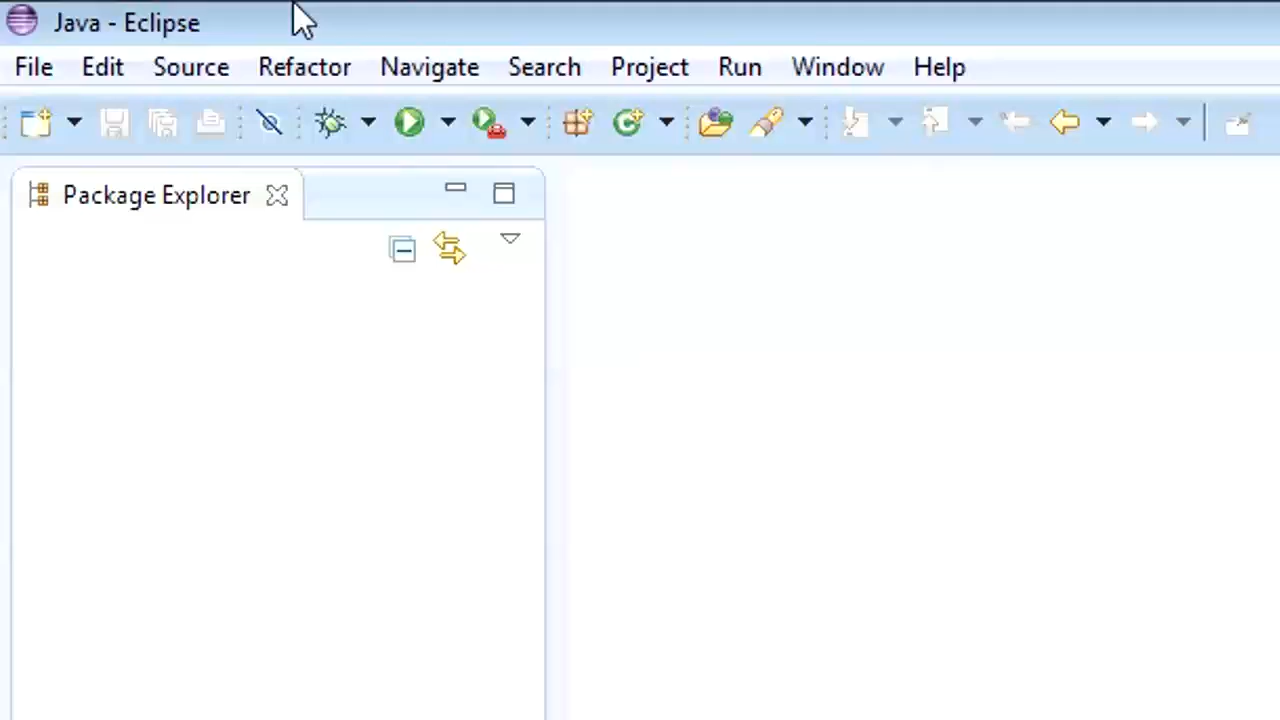 Java - Eclipse
File Edit Source Refactor Navigate Search Project Run Window Help
Package Explorer